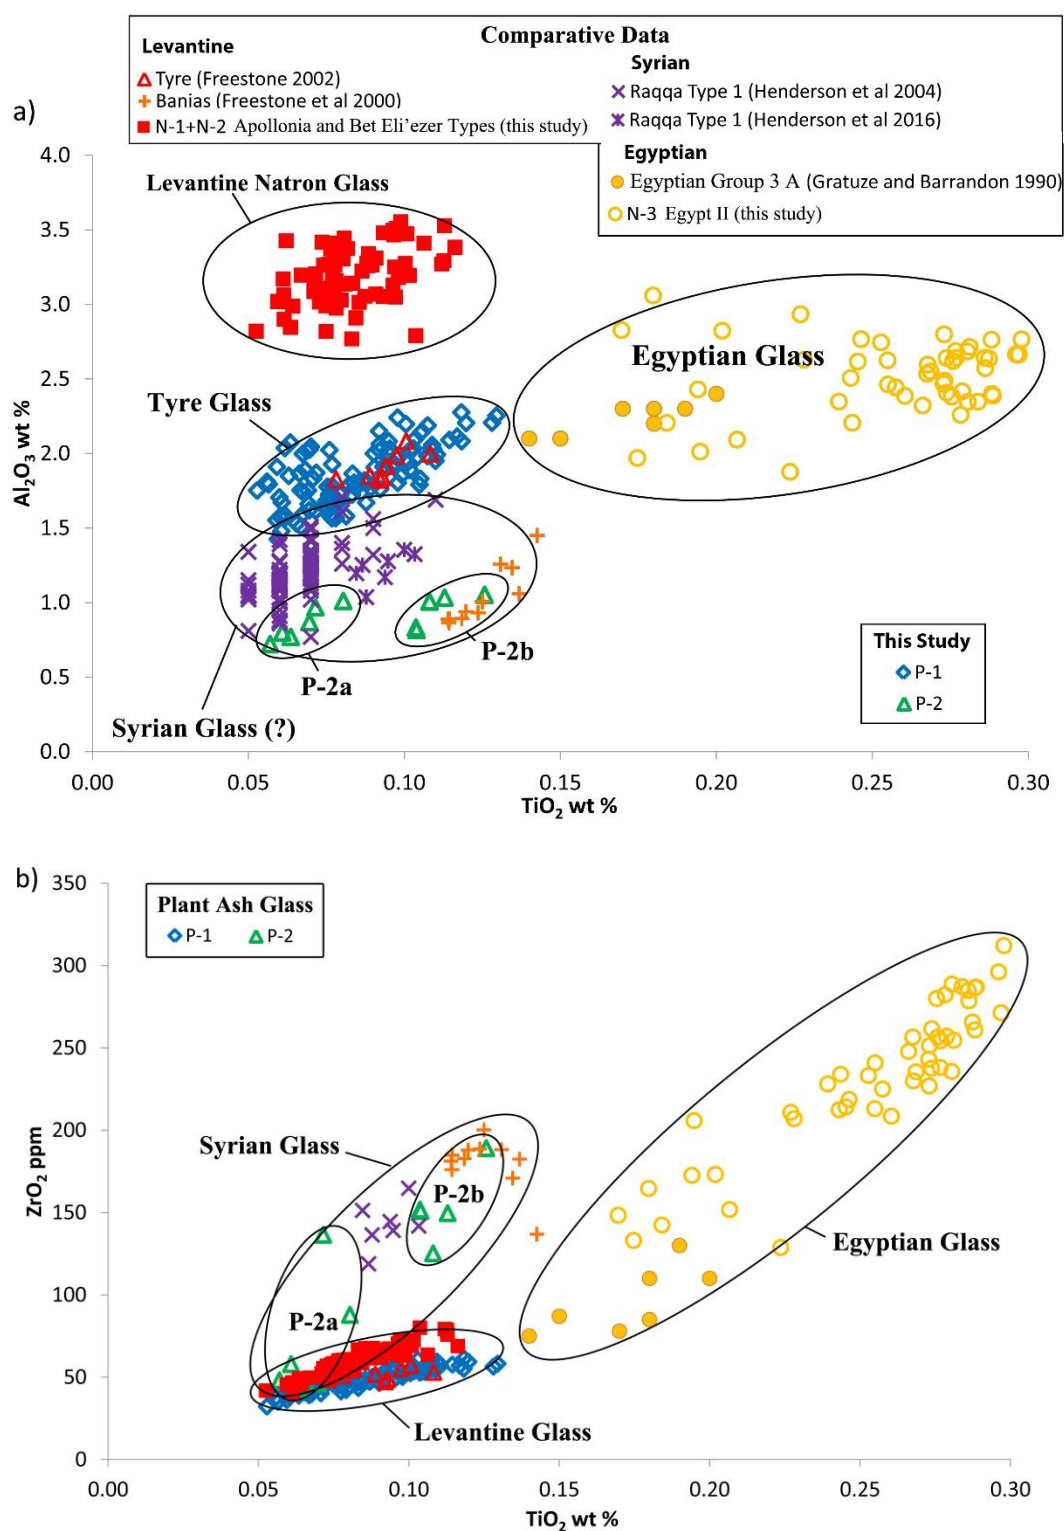 Comparative Data
Levantine
Tyre (Freestone 2002)
Banias (Freestone et al 2000)
N-1+N-2 Apollonia and Bet Eli'ezer Types (this study)
Syrian
Raqqa Type 1 (Henderson et al 2004)
Raqqa Type 1 (Henderson et al 2016)
Egyptian
Egyptian Group 3 A (Gratuze and Barrandon 1990)
N-3 Egypt II (this study)
a)
4.0
3.5
3.0
2.5
2.0
1.5
1.0
0.5
0.0
Al₂O₃ wt %
Levantine Natron Glass
Egyptian Glass
Tyre Glass
P-2b
P-2a
Syrian Glass (?)
This Study
P-1
P-2
0.00 0.05 0.10 0.15 0.20 0.25 0.30
TiO₂ wt %
b)
350
300
250
200
150
100
50
0
ZrO₂ ppm
Plant Ash Glass
P-1 P-2
Syrian Glass
P-2b
P-2a
Egyptian Glass
Levantine Glass
0.00 0.05 0.10 0.15 0.20 0.25 0.30
TiO₂ wt %